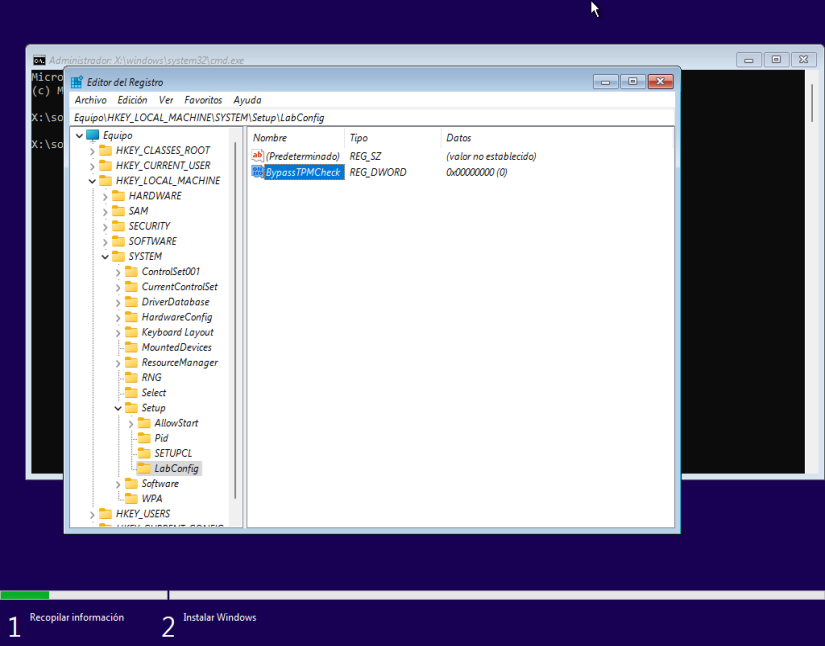 Administrador: X:\windows\system32\cmd.exe
Micro
(c) M
X:\so
X:\so
Editor del Registro
Archivo Edición Ver Favoritos Ayuda
Equipo\HKEY_LOCAL_MACHINE\SYSTEM\Setup\LabConfig
Equipo
HKEY_CLASSES_ROOT
HKEY_CURRENT_USER
HKEY_LOCAL_MACHINE
HARDWARE
SAM
SECURITY
SOFTWARE
SYSTEM
ControlSet001
CurrentControlSet
DriverDatabase
HardwareConfig
Keyboard Layout
MountedDevices
ResourceManager
RNG
Select
Setup
AllowStart
Pid
SETUPCL
LabConfig
Software
WPA
HKEY_USERS
HKEY_CURRENT_CONFIG
Nombre Tipo Datos
(Predeterminado) REG_SZ (valor no establecido)
BypassTPMCheck REG_DWORD 0x00000000 (0)
1 Recopilar información 2 Instalar Windows